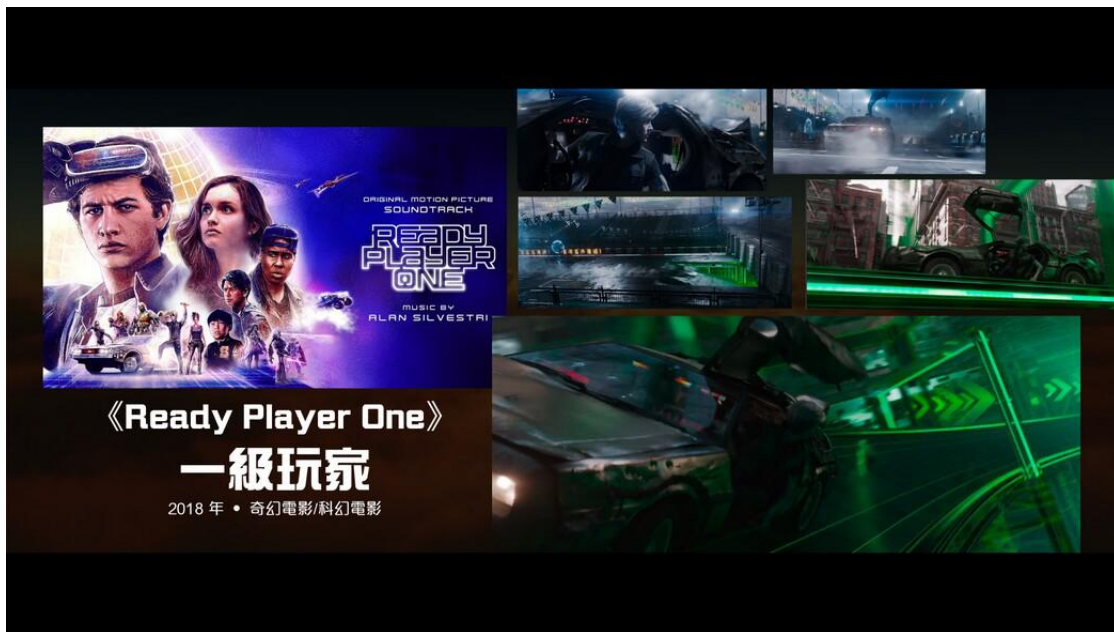 ORIGINAL MOTION PICTURE
SOUNDTRACK
READY
PLAYER
ONE
MUSIC BY
ALAN SILVESTRI
《Ready Player One》
一級玩家
2018 年 • 奇幻電影/科幻電影